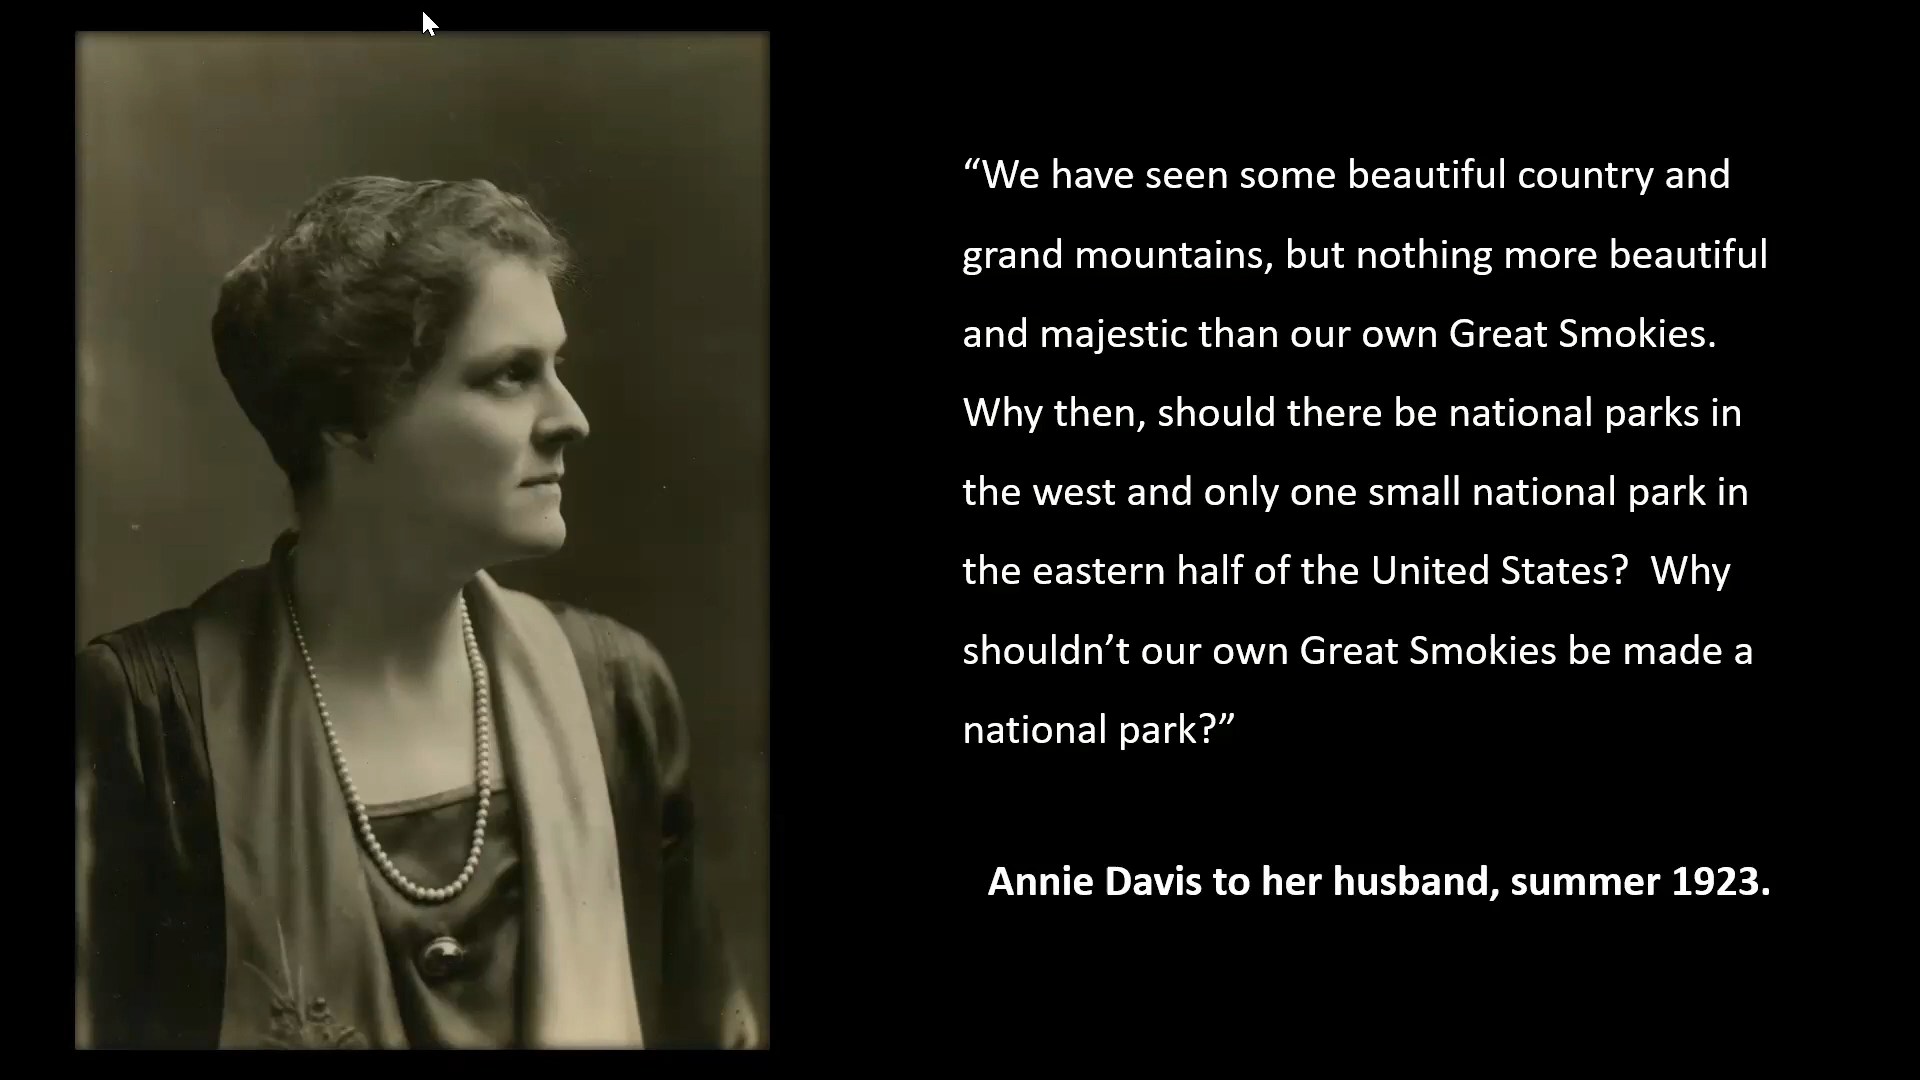 “We have seen some beautiful country and
grand mountains, but nothing more beautiful
and majestic than our own Great Smokies.
Why then, should there be national parks in
the west and only one small national park in
the eastern half of the United States?  Why
shouldn’t our own Great Smokies be made a
national park?”
Annie Davis to her husband, summer 1923.